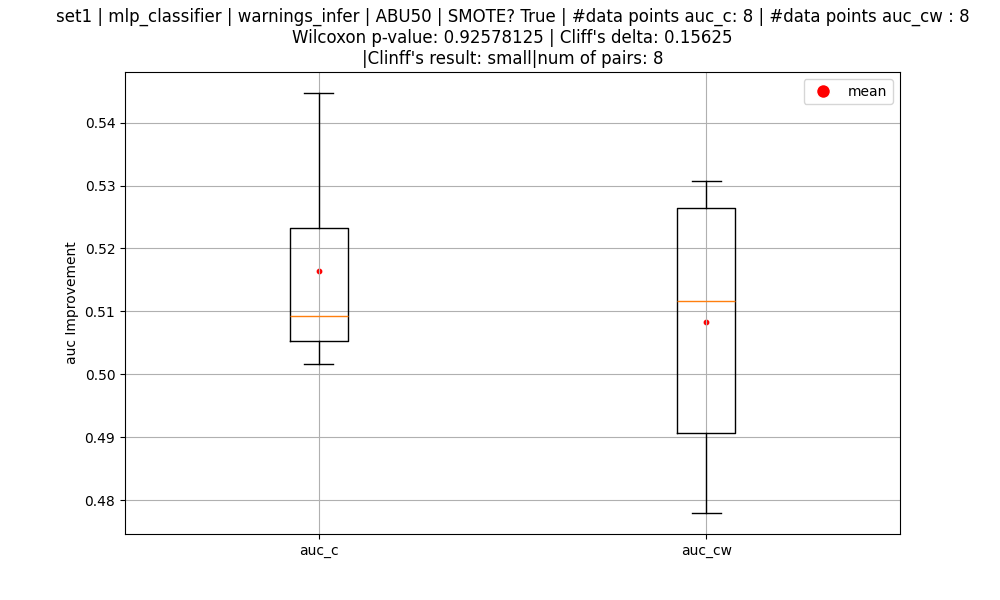 set1 | mlp_classifier | warnings_infer | ABU50 | SMOTE? True | #data points auc_c: 8 | #data points auc_cw : 8
Wilcoxon p-value: 0.92578125 | Cliff's delta: 0.15625
|Clinff's result: small|num of pairs: 8
mean
0.54
0.53
0.52
0.51
0.50
0.49
0.48
auc Improvement
auc_c
auc_cw